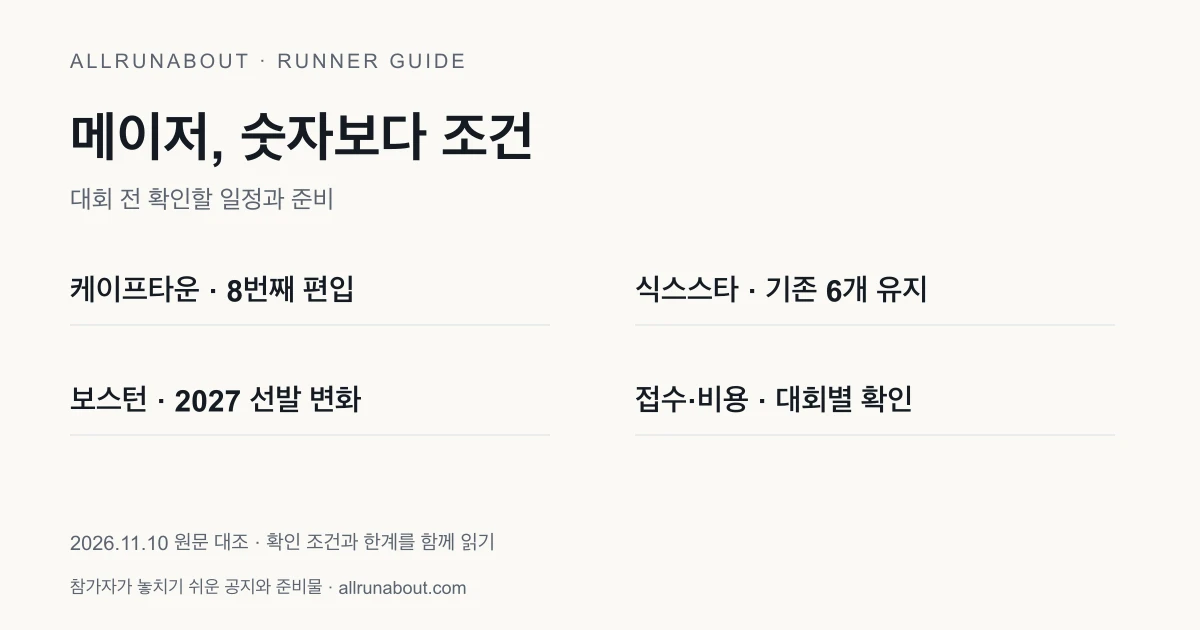 ALLRUNABOUT · RUNNER GUIDE
메이저, 숫자보다 조건
대회 전 확인할 일정과 준비
케이프타운 · 8번째 편입
식스스타 · 기존 6개 유지
보스턴 · 2027 선발 변화
접수·비용 · 대회별 확인
2026.11.10 원문 대조 · 확인 조건과 한계를 함께 읽기
참가자가 놓치기 쉬운 공지와 준비물 · allrunabout.com